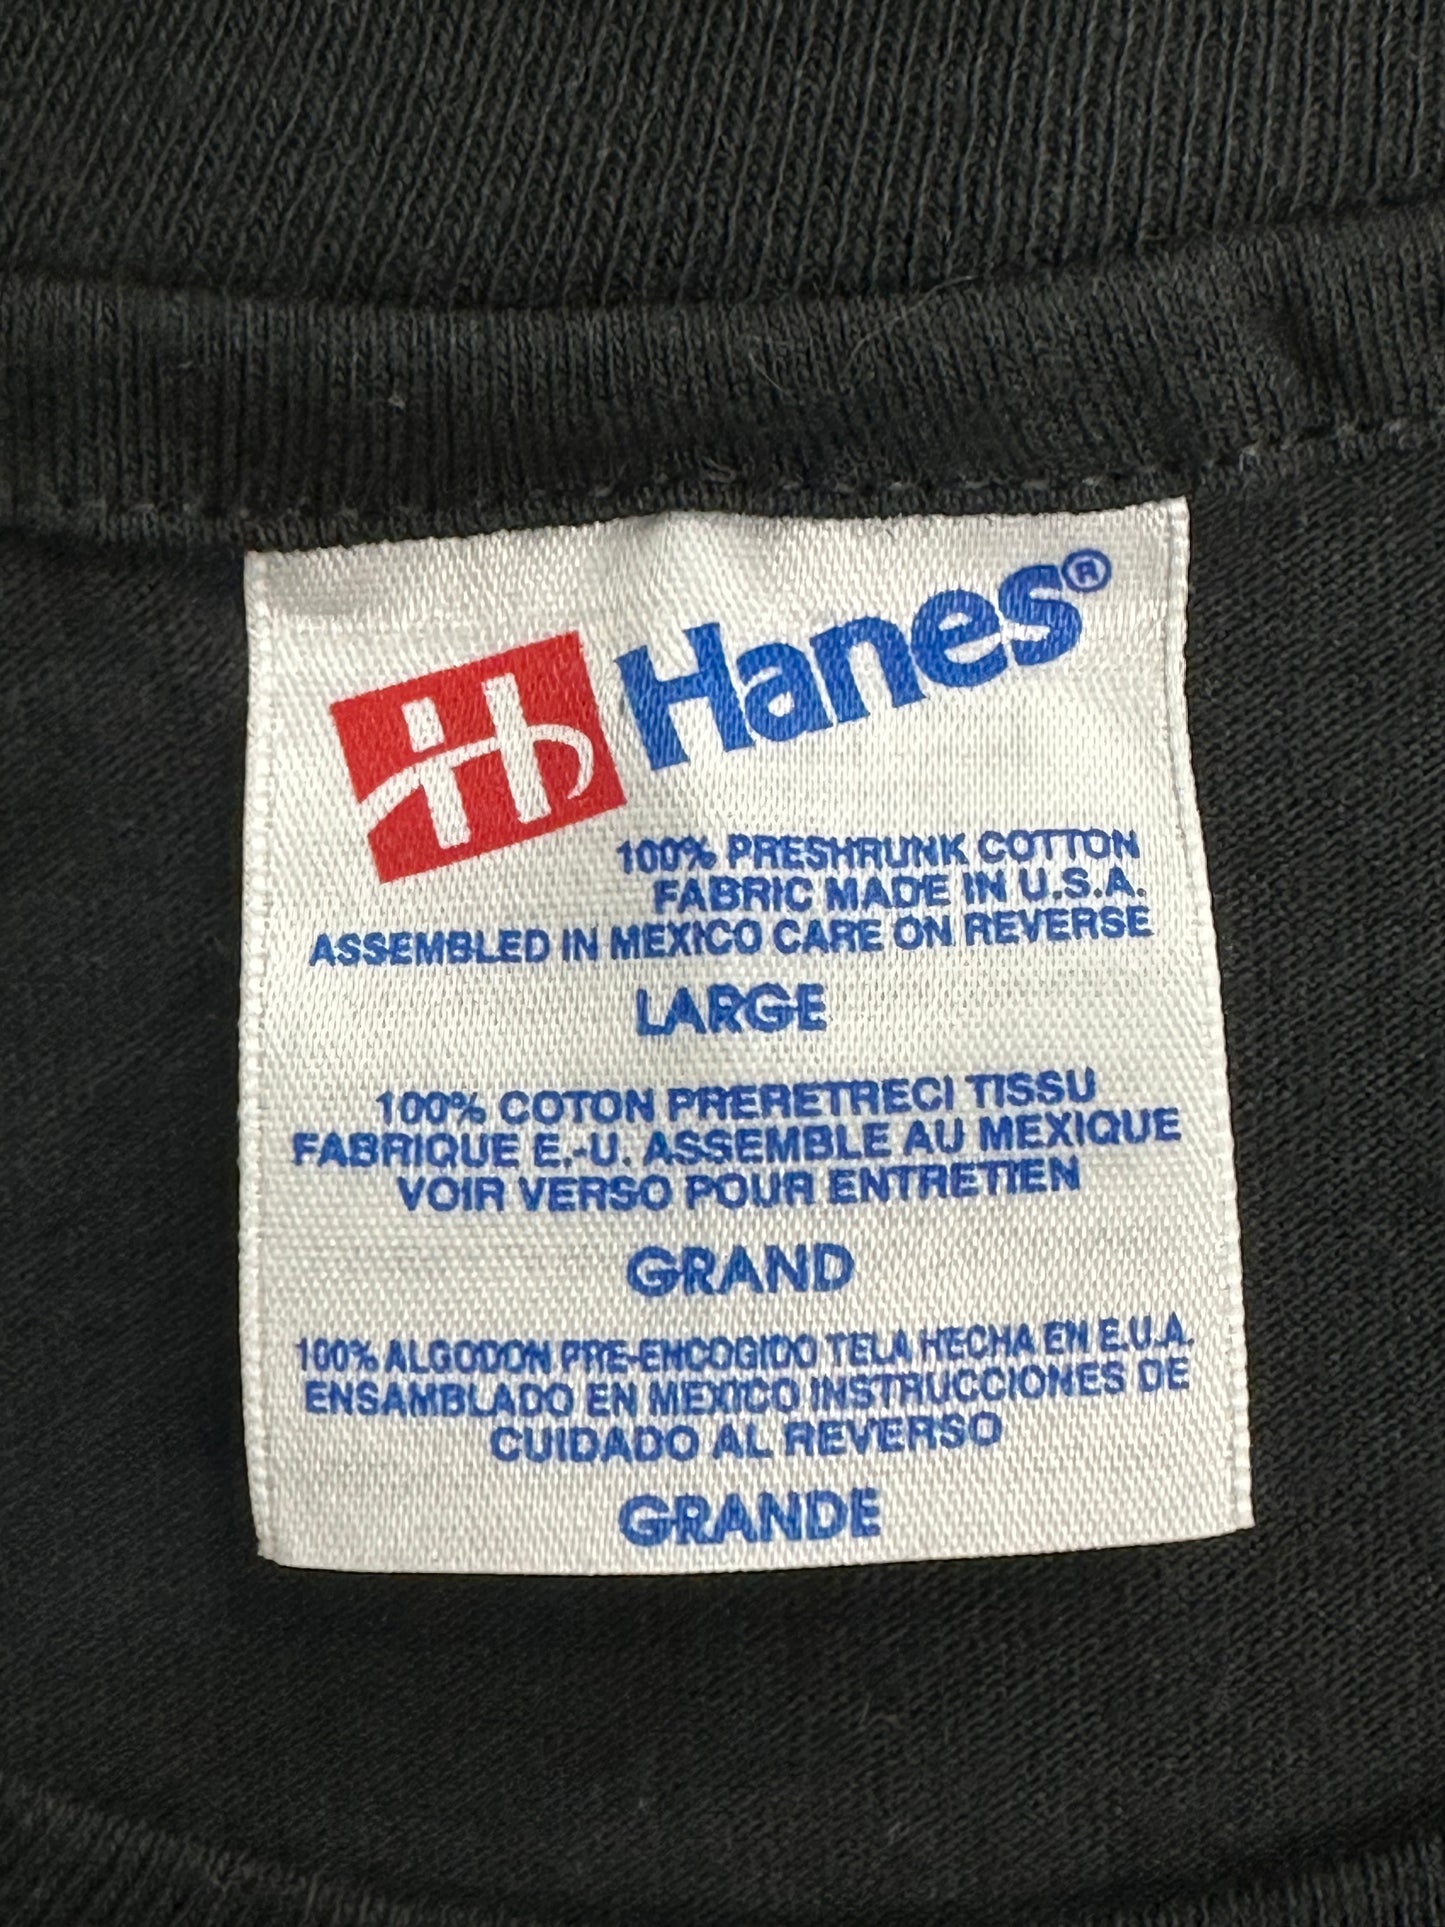 Hanes®
100% PRESHRUNK COTTON
FABRIC MADE IN U.S.A.
ASSEMBLED IN MEXICO CARE ON REVERSE
LARGE
100% COTON PRERETRECI TISSU
FABRIQUE E.-U. ASSEMBLE AU MEXIQUE
VOIR VERSO POUR ENTRETIEN
GRAND
100% ALGODON PRE-ENCOGIDO TELA HECHA EN E.U.A.
ENSAMBLADO EN MEXICO INSTRUCCIONES DE
CUIDADO AL REVERSO
GRANDE